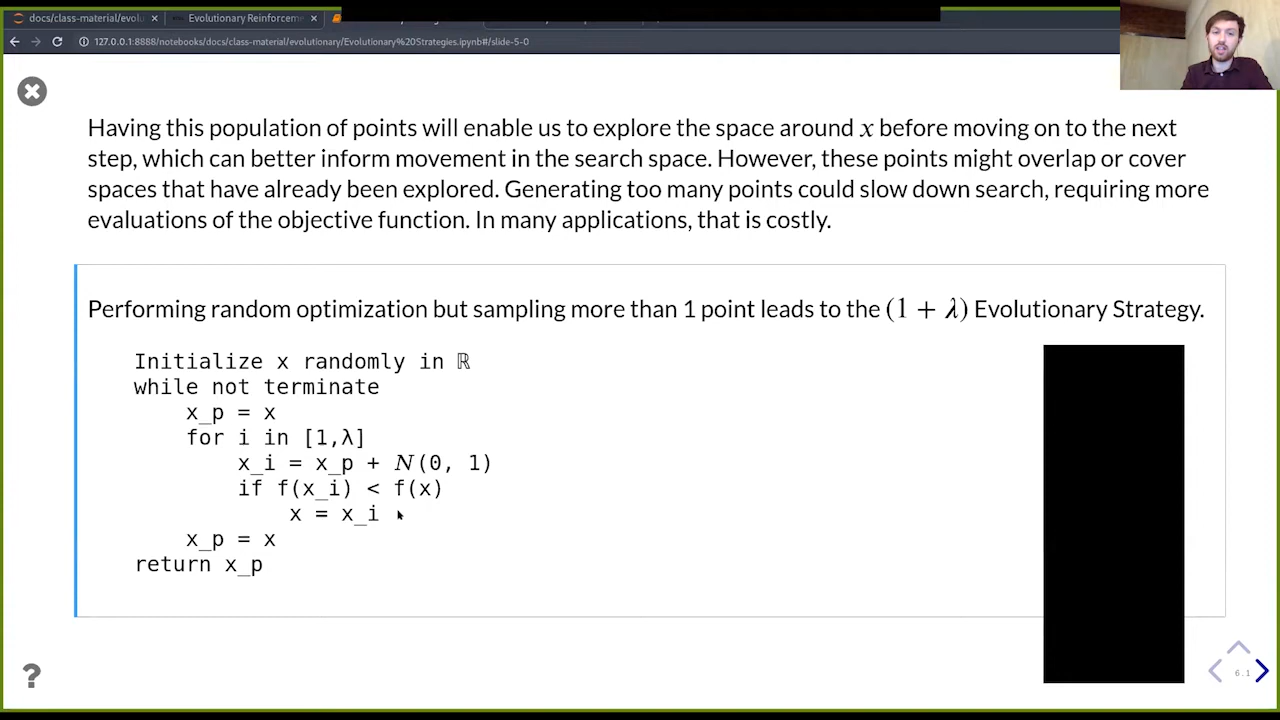 docs/class-material/evolu
Evolutionary Reinforceme
127.0.0.1:8888/notebooks/docs/class-material/evolutionary/Evolutionary%20Strategies.ipynb#/slide-5-0
Having this population of points will enable us to explore the space around x before moving on to the next
step, which can better inform movement in the search space. However, these points might overlap or cover
spaces that have already been explored. Generating too many points could slow down search, requiring more
evaluations of the objective function. In many applications, that is costly.
Performing random optimization but sampling more than 1 point leads to the (1 + λ) Evolutionary Strategy.
Initialize x randomly in ℝ
while not terminate
x_p = x
for i in [1,λ]
x_i = x_p + N(0, 1)
if f(x_i) < f(x)
x = x_i
x_p = x
return x_p
?
6.1